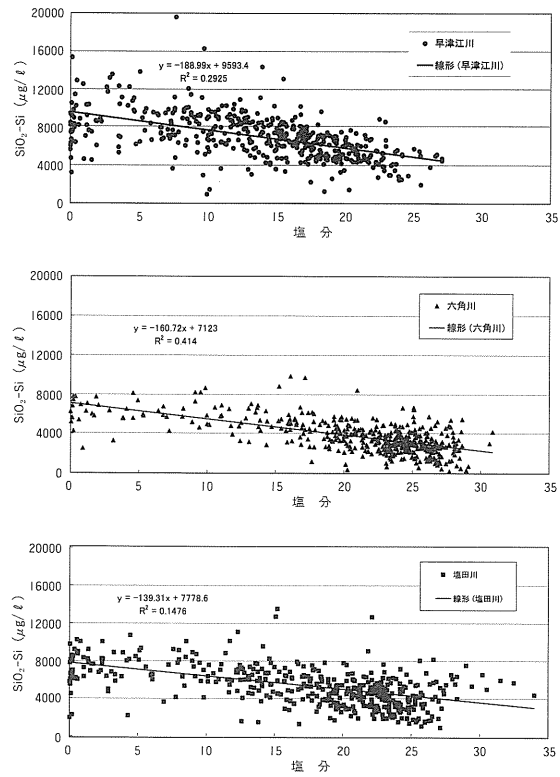 20000
16000
12000
8000
4000
0
SiO2-Si (μg/ℓ)
y = -188.99x + 9593.4
R² = 0.2925
早津江川
線形(早津江川)
0 5 10 15 20 25 30 35
塩 分
20000
16000
12000
8000
4000
0
SiO2-Si (μg/ℓ)
y = -160.72x + 7123
R² = 0.414
六角川
線形(六角川)
0 5 10 15 20 25 30 35
塩 分
20000
16000
12000
8000
4000
0
SiO2-Si (μg/ℓ)
y = -139.31x + 7778.6
R² = 0.1476
塩田川
線形(塩田川)
0 5 10 15 20 25 30 35
塩 分